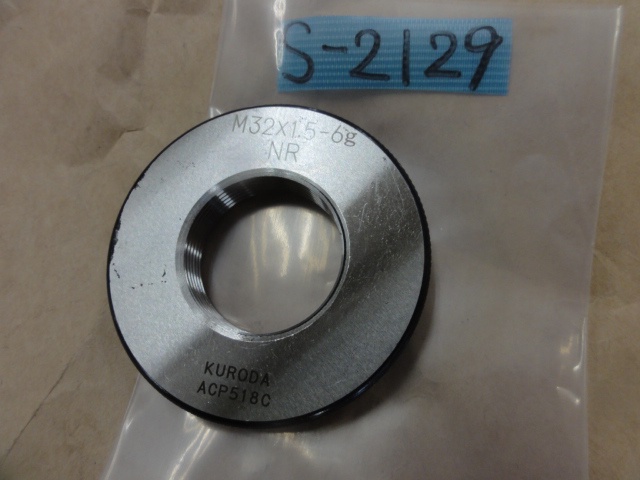 S-2129
M32X1.5-6g
NR
KURODA
ACP518C